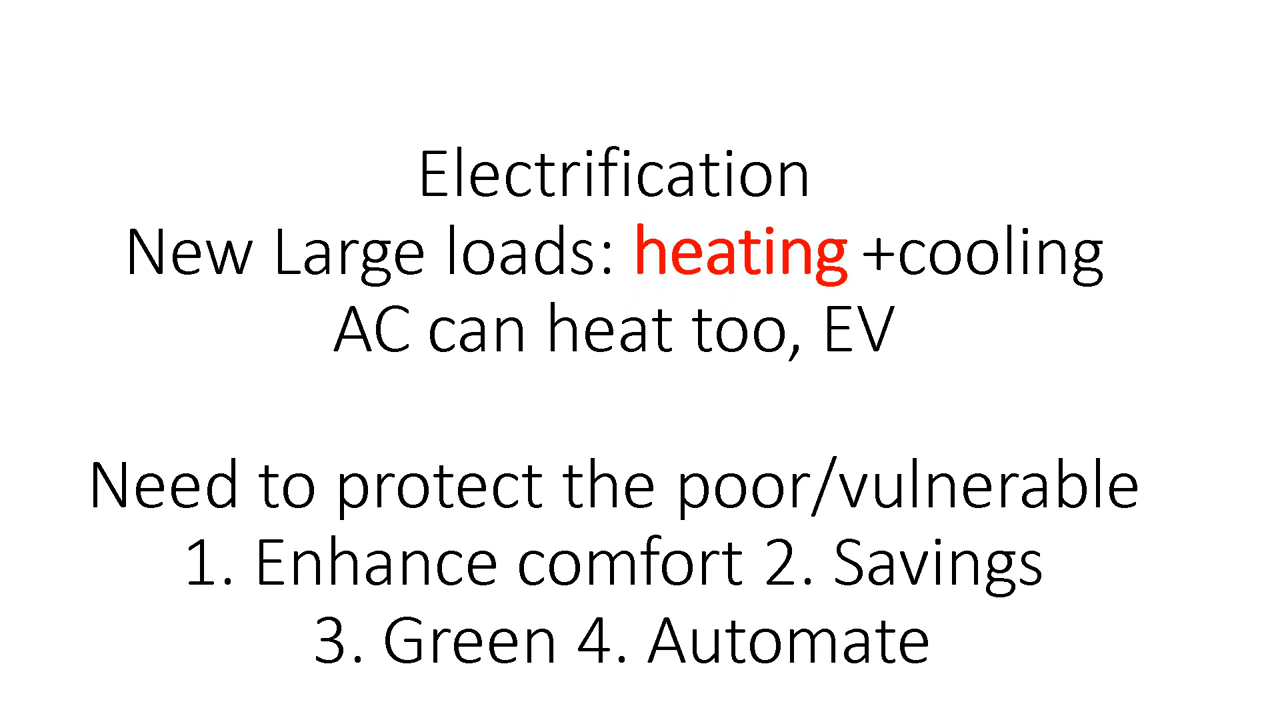 Electrification
New Large loads: heating +cooling
AC can heat too, EV
Need to protect the poor/vulnerable
1. Enhance comfort 2. Savings
3. Green 4. Automate